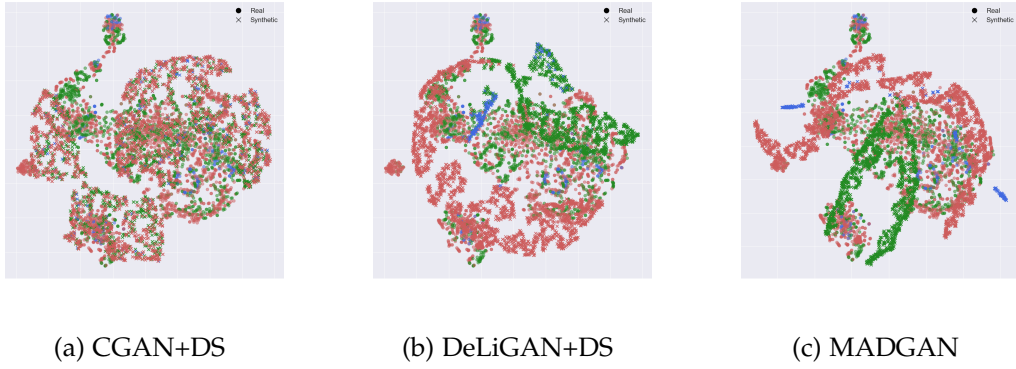 Real
Synthetic
Real
Synthetic
Real
Synthetic
(a) CGAN+DS
(b) DeLiGAN+DS
(c) MADGAN